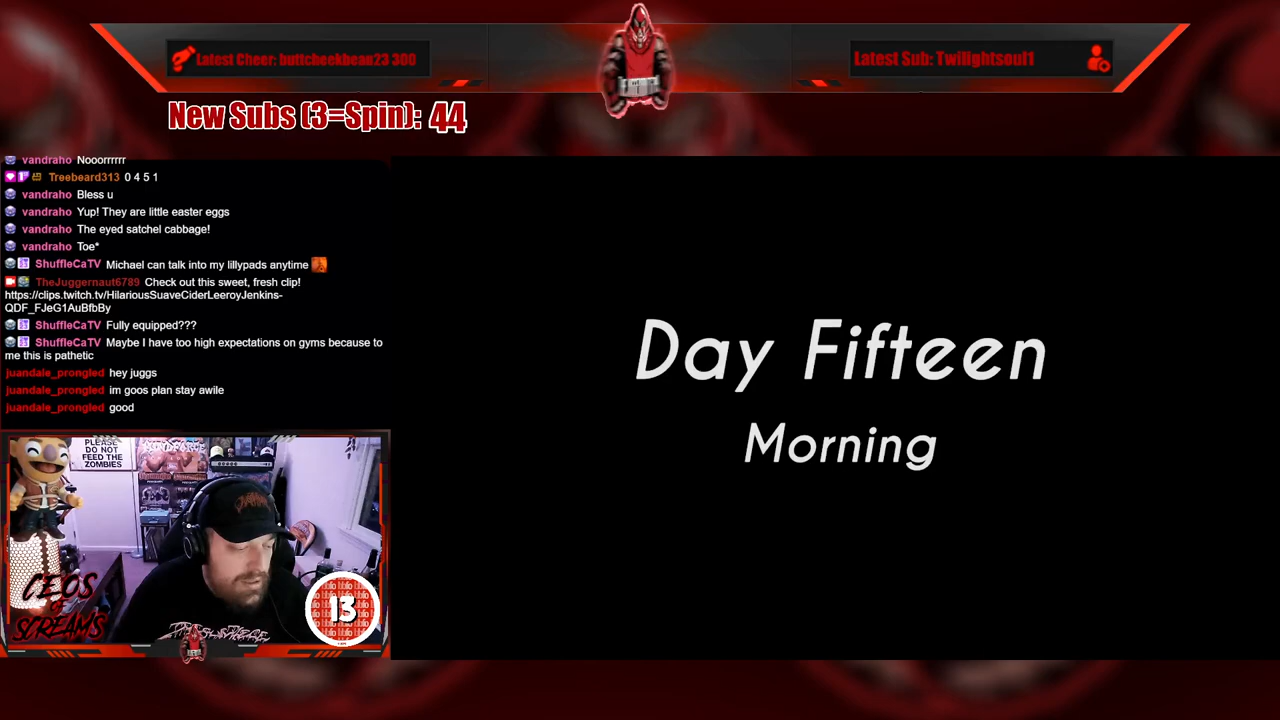 Latest Cheer: buttcheekbeau23 300
Latest Sub: Twilightsoul1
New Subs (3=Spin): 44
vandraho Nooorrrrrr
Treebeard313 0 4 5 1
vandraho Bless u
vandraho Yup! They are little easter eggs
vandraho The eyed satchel cabbage!
vandraho Toe*
ShuffleCaTV Michael can talk into my lillypads anytime
TheJuggernaut6789 Check out this sweet, fresh clip!
https://clips.twitch.tv/HilariousSuaveCiderLeeroyJenkins-
QDF_FJeG1AuBfbBy
ShuffleCaTV Fully equipped???
ShuffleCaTV Maybe I have too high expectations on gyms because to
me this is pathetic
juandale_prongled hey juggs
juandale_prongled im goos plan stay awile
juandale_prongled good
Day Fifteen
Morning
PLEASE
DO NOT
FEED THE
ZOMBIES
CEOS
OF
SCREAMS
13